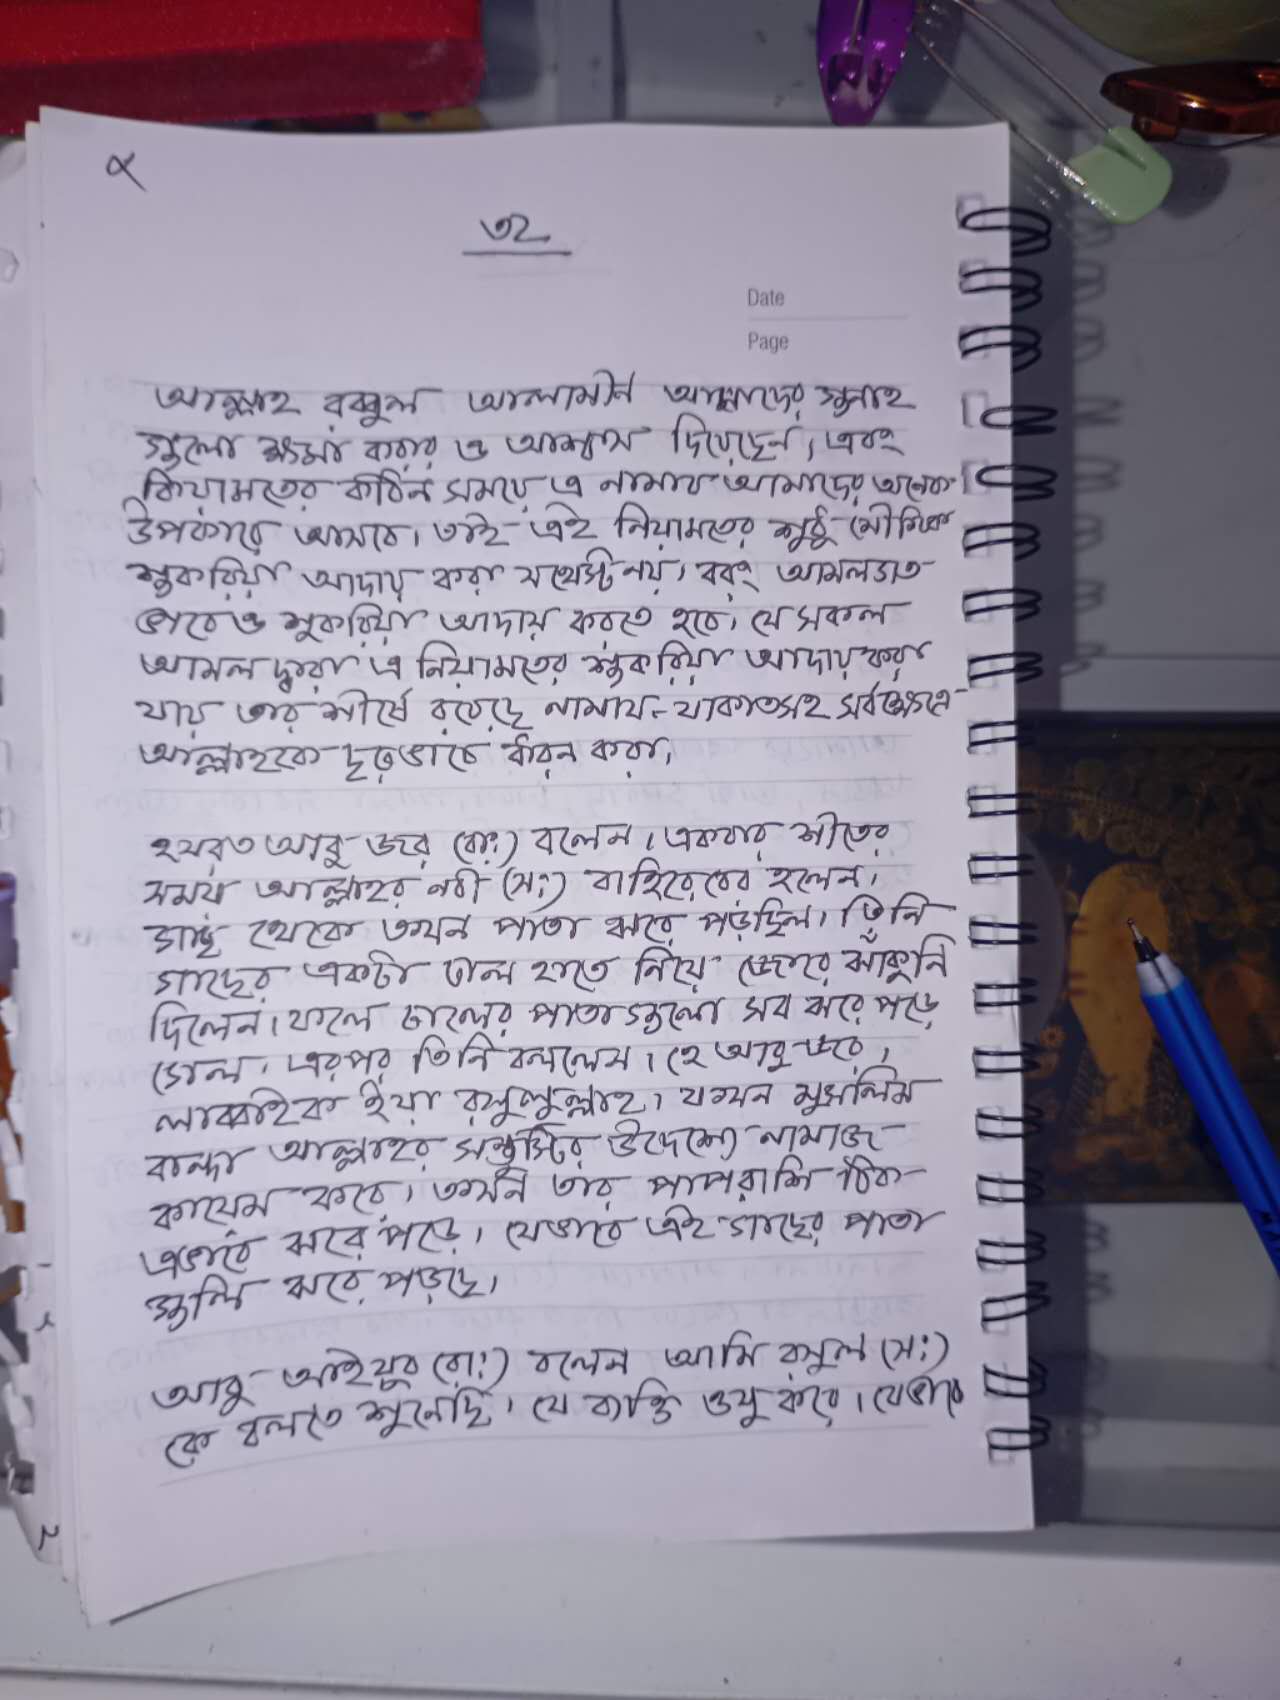 ৩২
Date
Page
আল্লাহ রব্বুল আলামীন আমাদের গুনাহ
গুলো ক্ষমা করার ও আশ্বাস দিয়েছেন, এবং
কিয়ামতের কঠিন সময়ে এ নামায আমাদের অনেক
উপকারে আসবে। তাই এই নিয়ামতের শুধু মৌখিক
শুকরিয়া আদায় করা যথেস্ট নয়। বরং আমলজাত
ভাবেও শুকরিয়া আদায় করতে হবে। যে সকল
আমল দ্বারা এ নিয়ামতের শুকরিয়া আদায় করা
যায় তার শীর্ষে রয়েছে নামায - যাকাতসহ সর্বক্ষেত্রে
আল্লাহকে দৃঢ়ভাবে ধারন করা।
হযরত আবু জর (রা:) বলেন। একবার শীতের
সময় আল্লাহর নবী (স:) বাহিরে বের হলেন।
গাছ থেকে তখন পাতা ঝরে পড়ছিল। তিনি
গাছের একটা ঢাল হাতে নিয়ে জোরে ঝাঁকুনি
দিলেন। ফলে ঢালের পাতা গুলো সব ঝরে পড়ে
গেল। এরপর তিনি বললেন। হে আবু জর,
লাব্বাইক ইয়া রসুলুল্লাহ। যখন মুসলিম
বান্দা আল্লাহর সন্তুস্টির উদ্দেশ্যে নামাজ
কায়েম করে। তখন তার পাপরাশি ঠিক
এভাবে ঝরে পড়ে। যেভাবে এই গাছের পাতা
গুলি ঝরে পড়ছে।
আবু আইয়ুব (রা:) বলেন আমি রসুল (স:)
কে বলতে শুনেছি। যে ব্যক্তি ওযু করে। যেভাবে